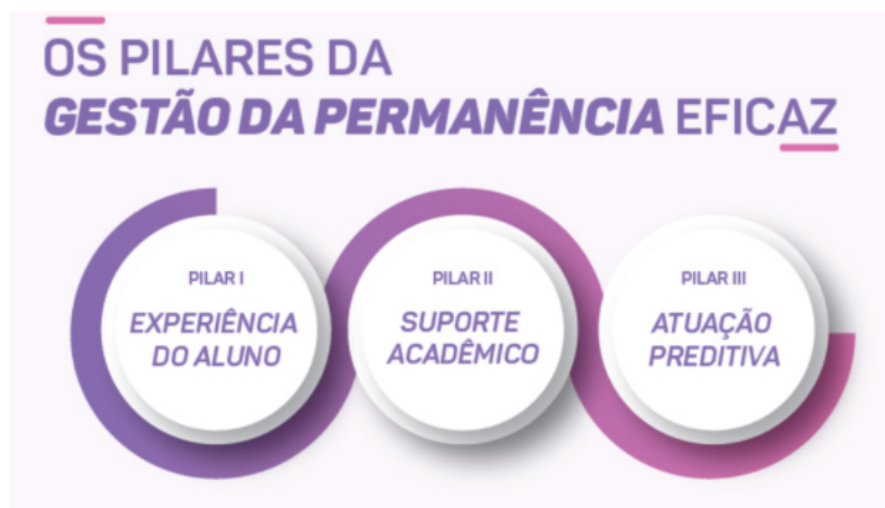 OS PILARES DA
GESTÃO DA PERMANÊNCIA EFICAZ
PILAR I
EXPERIÊNCIA
DO ALUNO
PILAR II
SUPORTE
ACADÊMICO
PILAR III
ATUAÇÃO
PREDITIVA